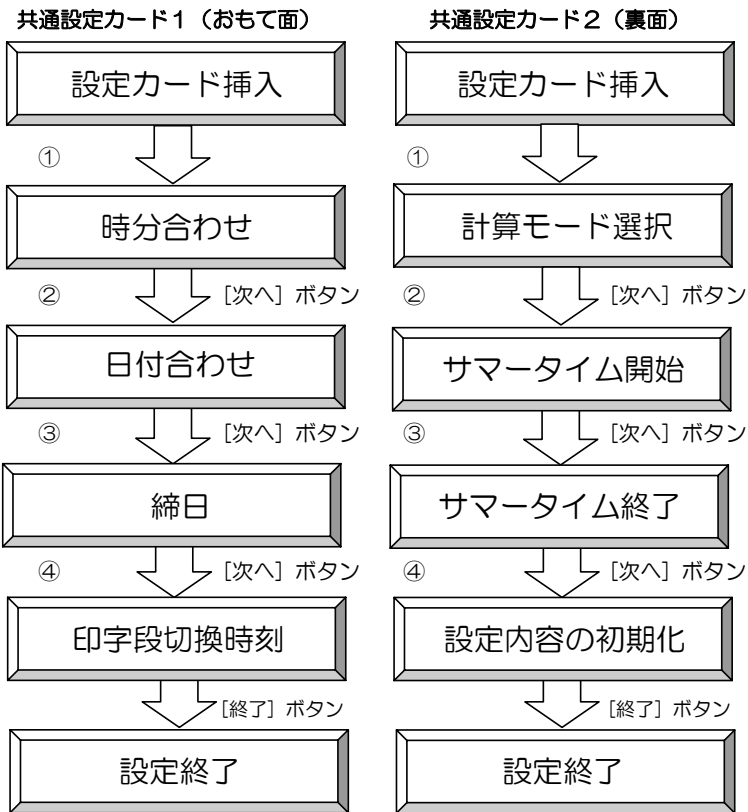 共通設定カード1（おもて面）
設定カード挿入
①
時分合わせ
② [次へ] ボタン
日付合わせ
③ [次へ] ボタン
締日
④ [次へ] ボタン
印字段切換時刻
[終了] ボタン
設定終了
共通設定カード2（裏面）
設定カード挿入
①
計算モード選択
② [次へ] ボタン
サマータイム開始
③ [次へ] ボタン
サマータイム終了
④ [次へ] ボタン
設定内容の初期化
[終了] ボタン
設定終了